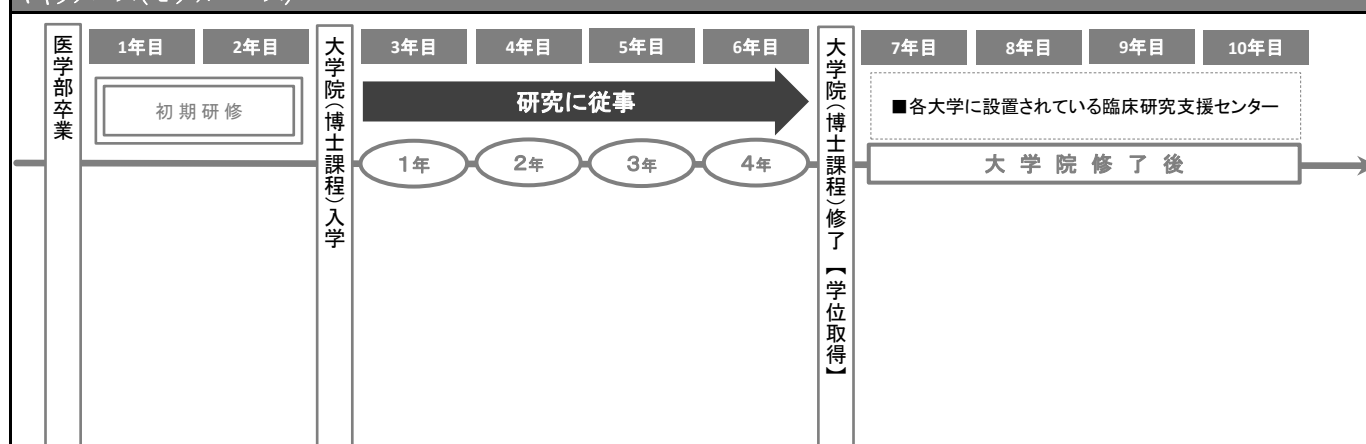 医学部卒業
1年目
2年目
初期研修
大学院(博士課程)入学
3年目
4年目
5年目
6年目
研究に従事
1年
2年
3年
4年
大学院(博士課程)修了 【学位取得】
7年目
8年目
9年目
10年目
■各大学に設置されている臨床研究支援センター
大学院修了後